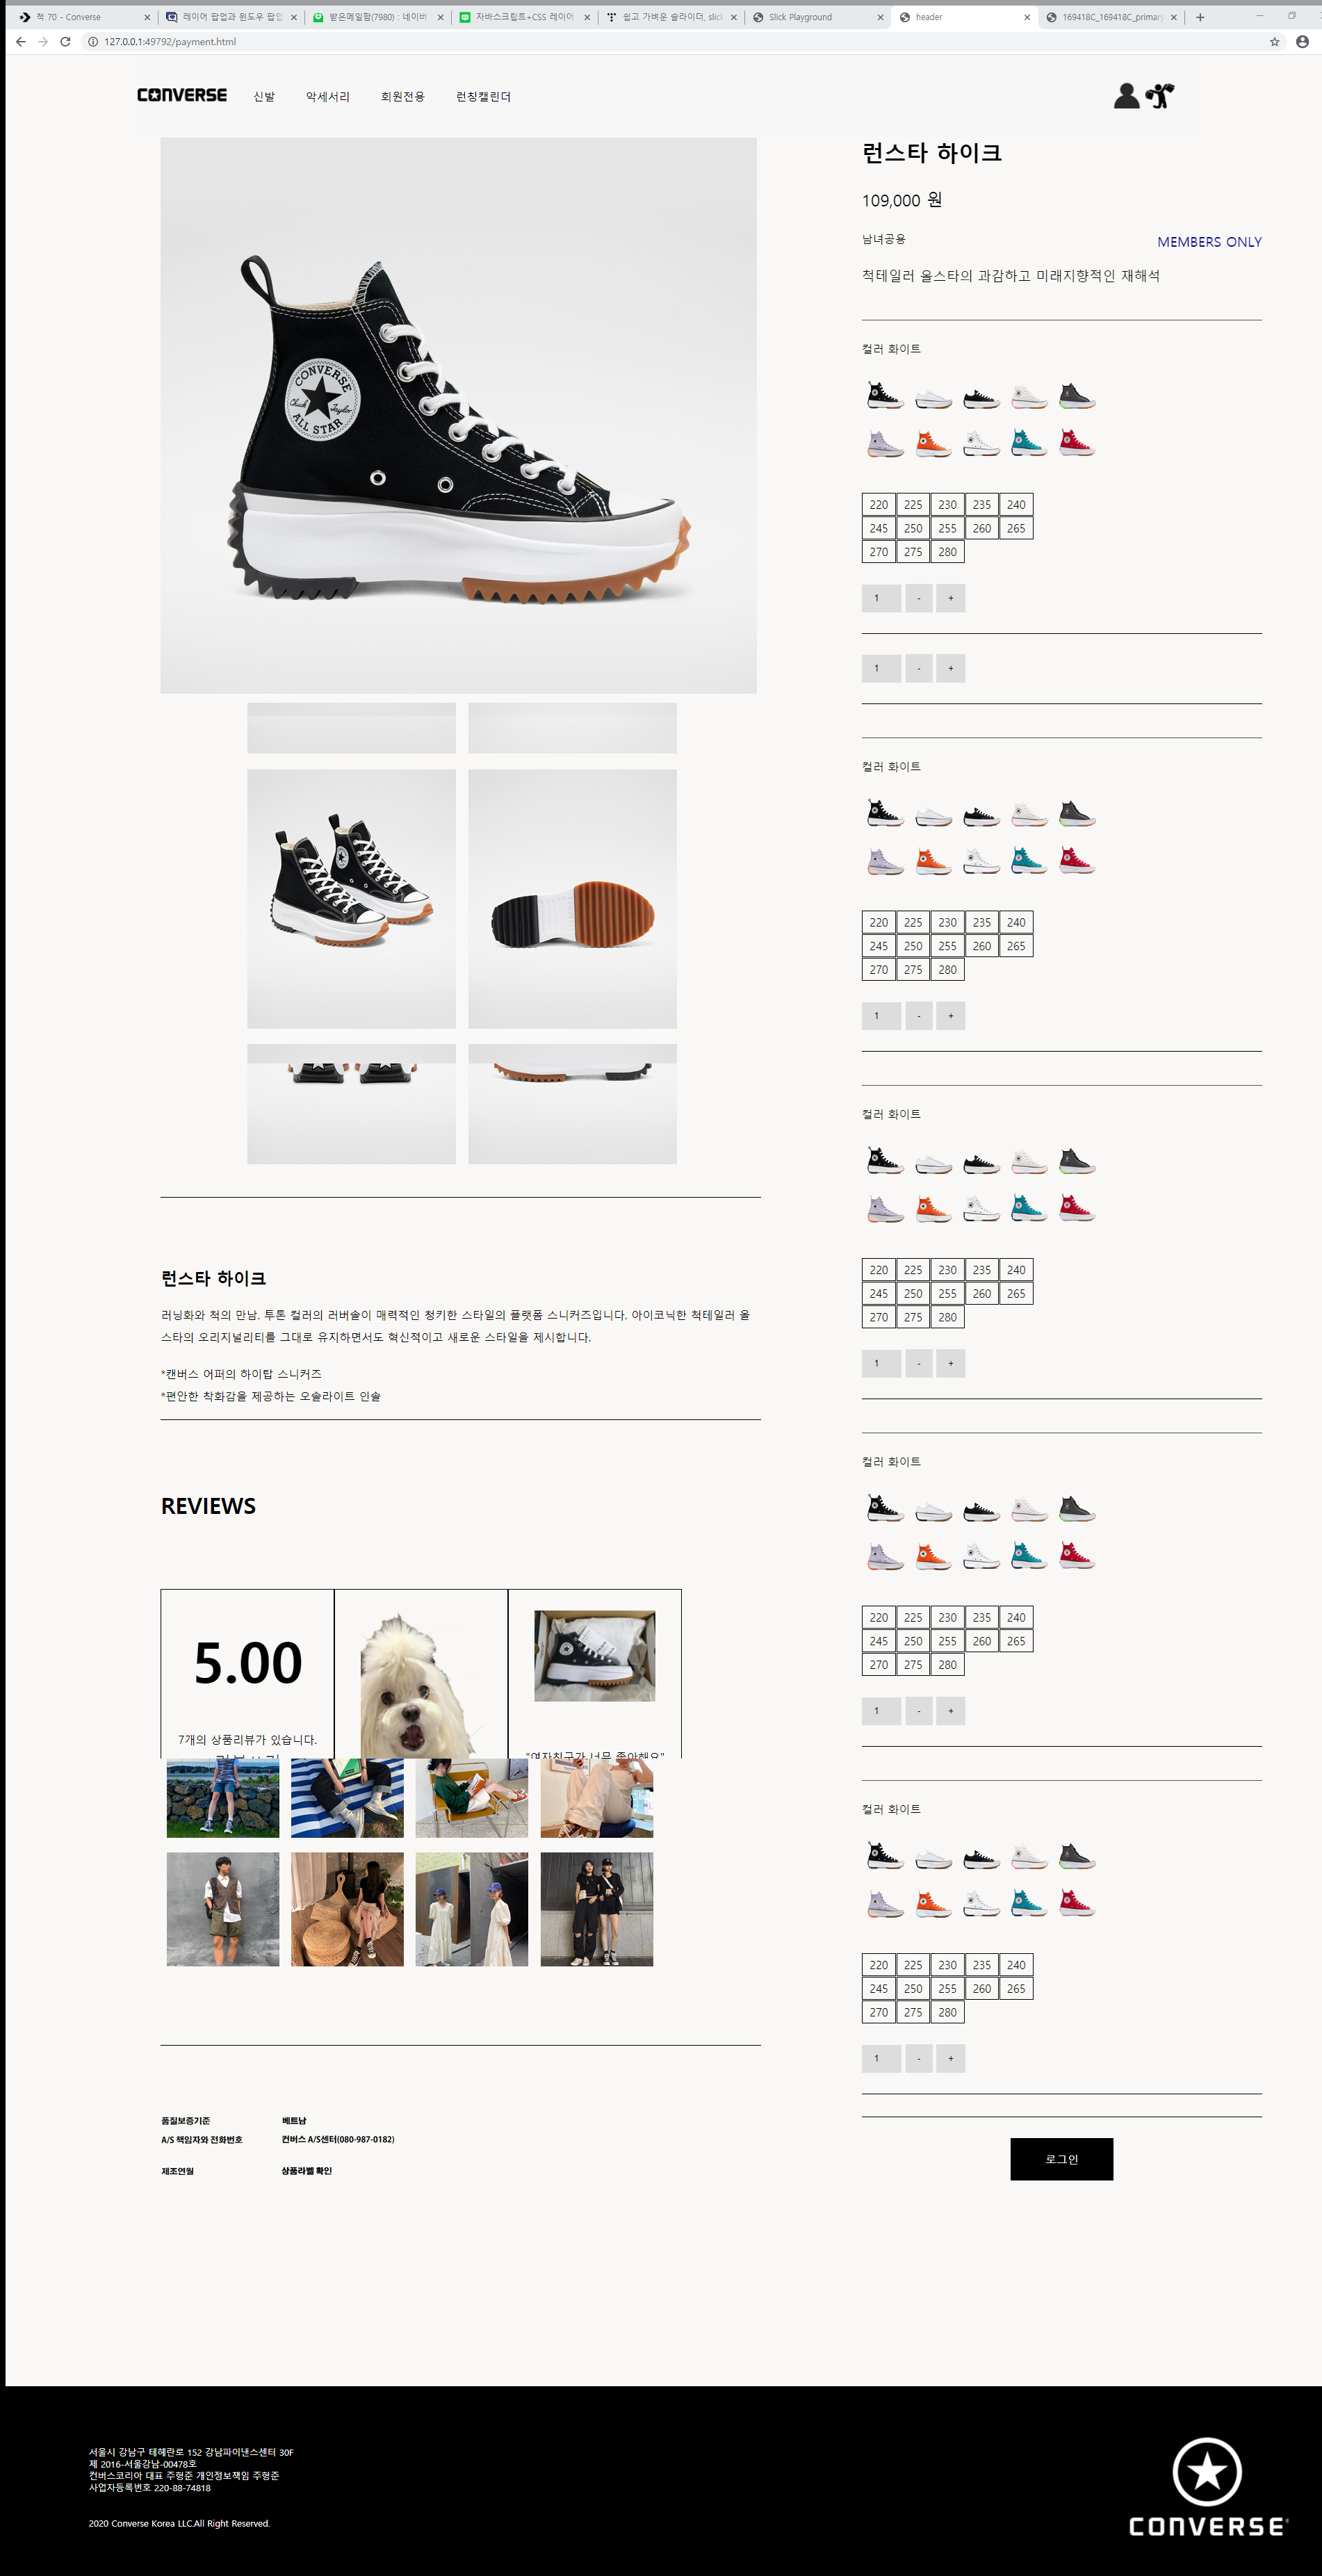 척 70 - Converse
레이어 팝업과 윈도우 팝업
받은메일함(7980) : 네이버
자바스크립트+CSS 레이어
쉽고 가벼운 슬라이더, slick
Slick Playground
header
169418C_169418C_primary
127.0.0.1:49792/payment.html
CONVERSE
신발
악세서리
회원전용
런칭캘린더
CONVERSE
Chuck Taylor
ALL STAR
런스타 하이크
109,000 원
남녀공용
MEMBERS ONLY
척테일러 올스타의 과감하고 미래지향적인 재해석
컬러 화이트
220 225 230 235 240
245 250 255 260 265
270 275 280
1 - +
1 - +
컬러 화이트
220 225 230 235 240
245 250 255 260 265
270 275 280
1 - +
컬러 화이트
220 225 230 235 240
245 250 255 260 265
270 275 280
1 - +
컬러 화이트
220 225 230 235 240
245 250 255 260 265
270 275 280
1 - +
컬러 화이트
220 225 230 235 240
245 250 255 260 265
270 275 280
1 - +
로그인
런스타 하이크
러닝화와 척의 만남. 투톤 컬러의 러버솔이 매력적인 청키한 스타일의 플랫폼 스니커즈입니다. 아이코닉한 척테일러 올
스타의 오리지널리티를 그대로 유지하면서도 혁신적이고 새로운 스타일을 제시합니다.
*캔버스 어퍼의 하이탑 스니커즈
*편안한 착화감을 제공하는 오솔라이트 인솔
REVIEWS
5.00
7개의 상품리뷰가 있습니다.
"여자친구가 너무 좋아해요"
품질보증기준 베트남
A/S 책임자와 전화번호 컨버스 A/S센터(080-987-0182)
제조연월 상품라벨 확인
서울시 강남구 테헤란로 152 강남파이낸스센터 30F
제 2016-서울강남-00478호
컨버스코리아 대표 주형준 개인정보책임 주형준
사업자등록번호 220-88-74818
2020 Converse Korea LLC.All Right Reserved.
CONVERSE